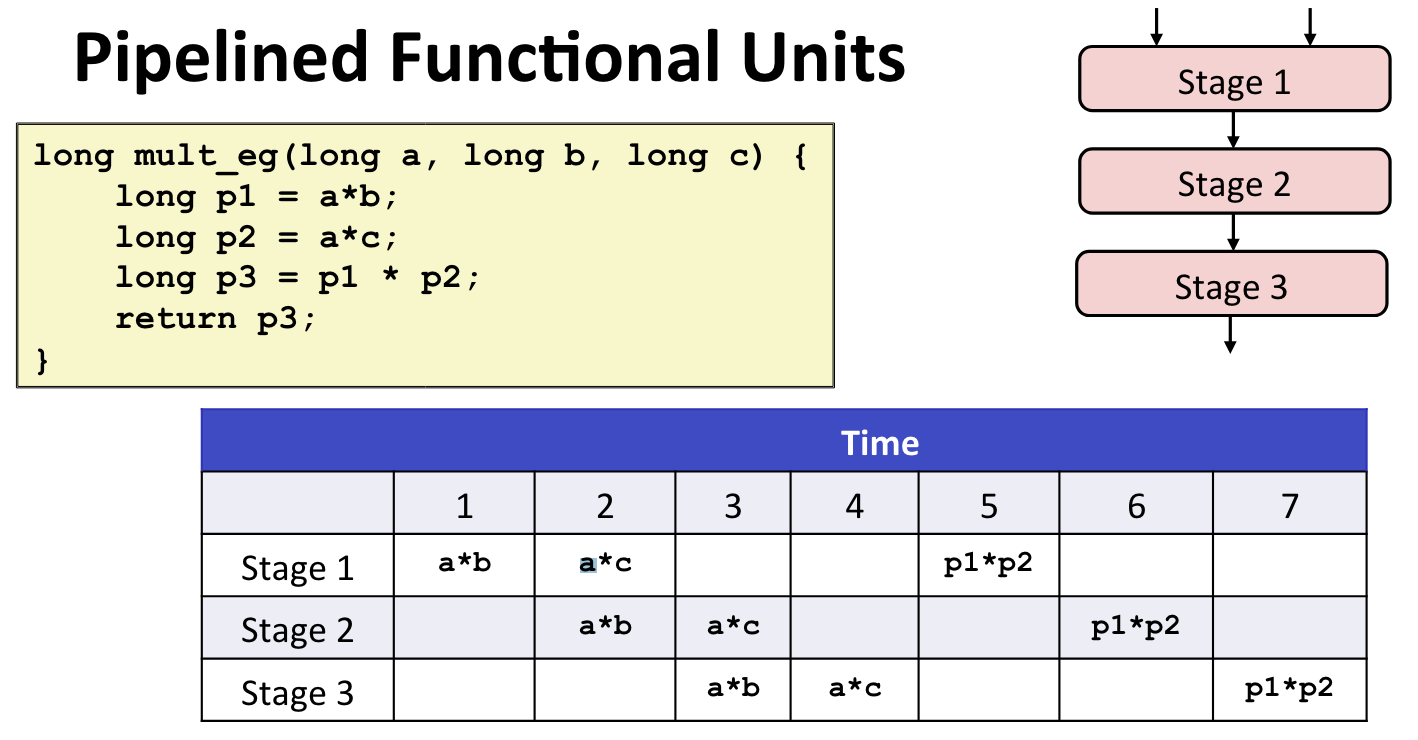 Pipelined Functional Units
long mult_eg(long a, long b, long c) {
    long p1 = a*b;
    long p2 = a*c;
    long p3 = p1 * p2;
    return p3;
}
Stage 1
Stage 2
Stage 3
Time
1 2 3 4 5 6 7
Stage 1 a*b a*c p1*p2
Stage 2 a*b a*c p1*p2
Stage 3 a*b a*c p1*p2